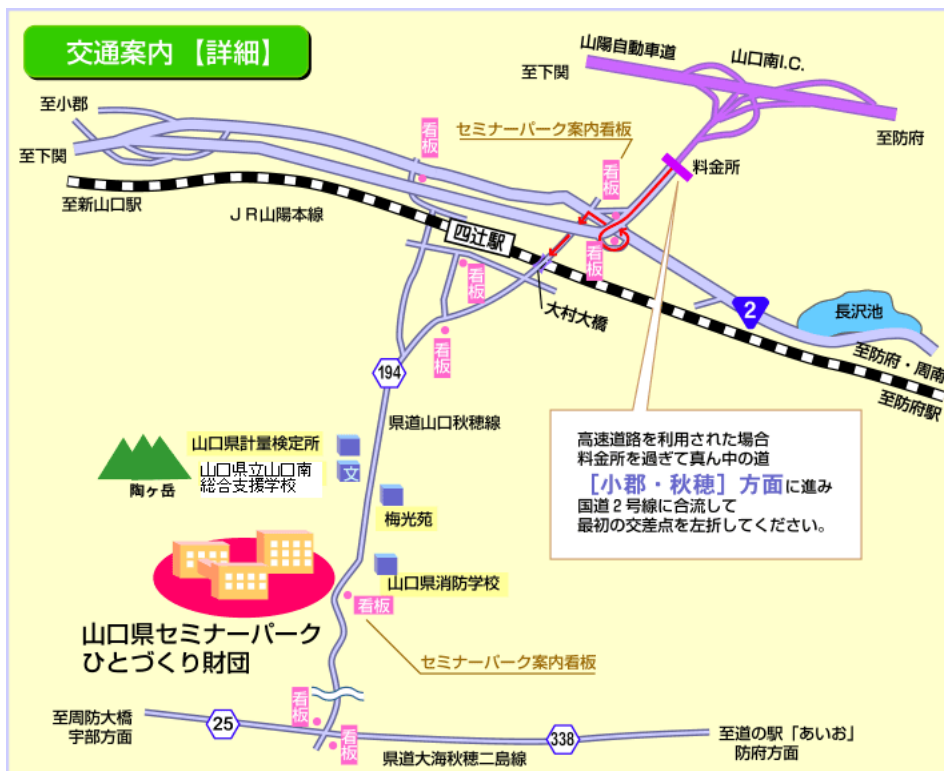 交通案内【詳細】
山陽自動車道
山口南I.C.
至下関
至防府
至小郡
至下関
看板
セミナーパーク案内看板
看板
料金所
至新山口駅
JR山陽本線
四辻駅
看板
看板
大村大橋
2
長沢池
看板
至防府・周南
至防府駅
194
県道山口秋穂線
高速道路を利用された場合
料金所を過ぎて真ん中の道
[小郡・秋穂]方面に進み
国道2号線に合流して
最初の交差点を左折してください。
山口県計量検定所
山口県立山口南
総合支援学校
文
陶ヶ岳
梅光苑
山口県消防学校
看板
山口県セミナーパーク
ひとづくり財団
セミナーパーク案内看板
看板
至周防大橋
宇部方面
25
看板
県道大海秋穂二島線
338
至道の駅「あいお」
防府方面